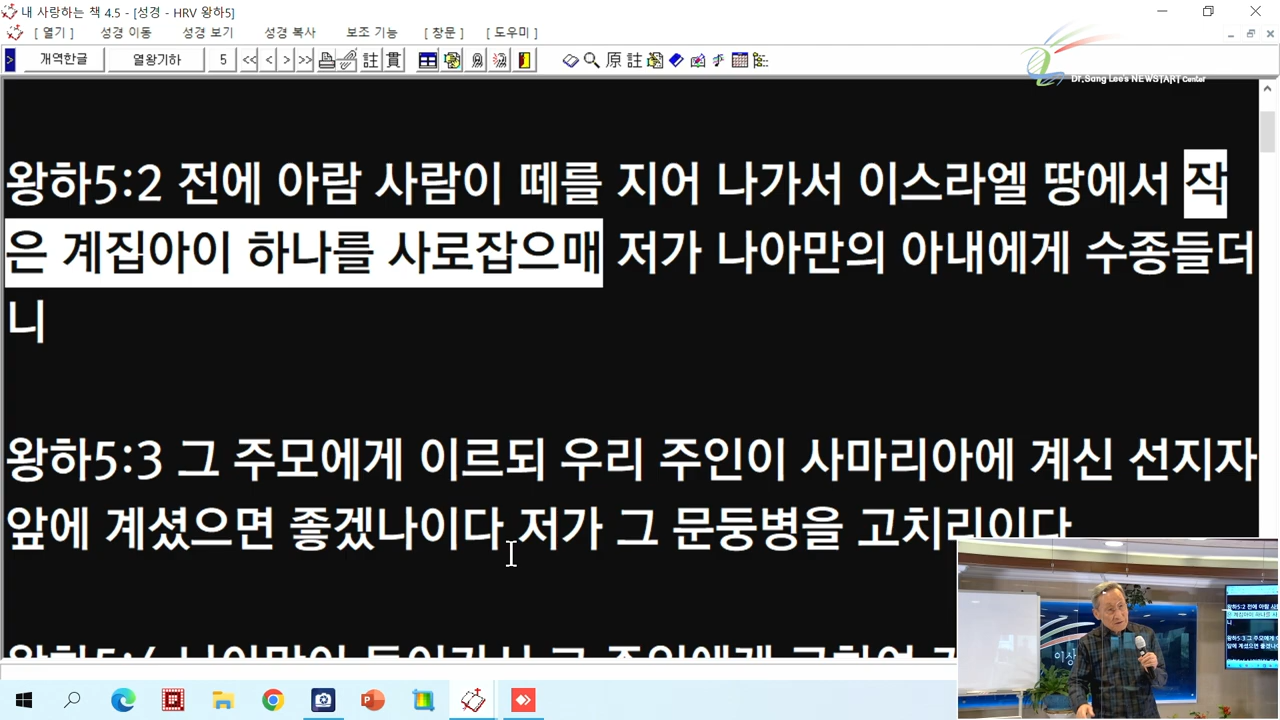 내 사랑하는 책 4.5 - [성경 - HRV 왕하5]
[ 열기 ] 성경 이동 성경 보기 성경 복사 보조 기능 [ 창문 ] [ 도우미 ]
개역한글 열왕기하 5 << < > >> 註 貫 原 註
Dr.Sang Lee's NEWSTART Center
왕하5:2 전에 아람 사람이 떼를 지어 나가서 이스라엘 땅에서 작
은 계집아이 하나를 사로잡으매 저가 나아만의 아내에게 수종들더
니
왕하5:3 그 주모에게 이르되 우리 주인이 사마리아에 계신 선지자
앞에 계셨으면 좋겠나이다 저가 그 문둥병을 고치리이다